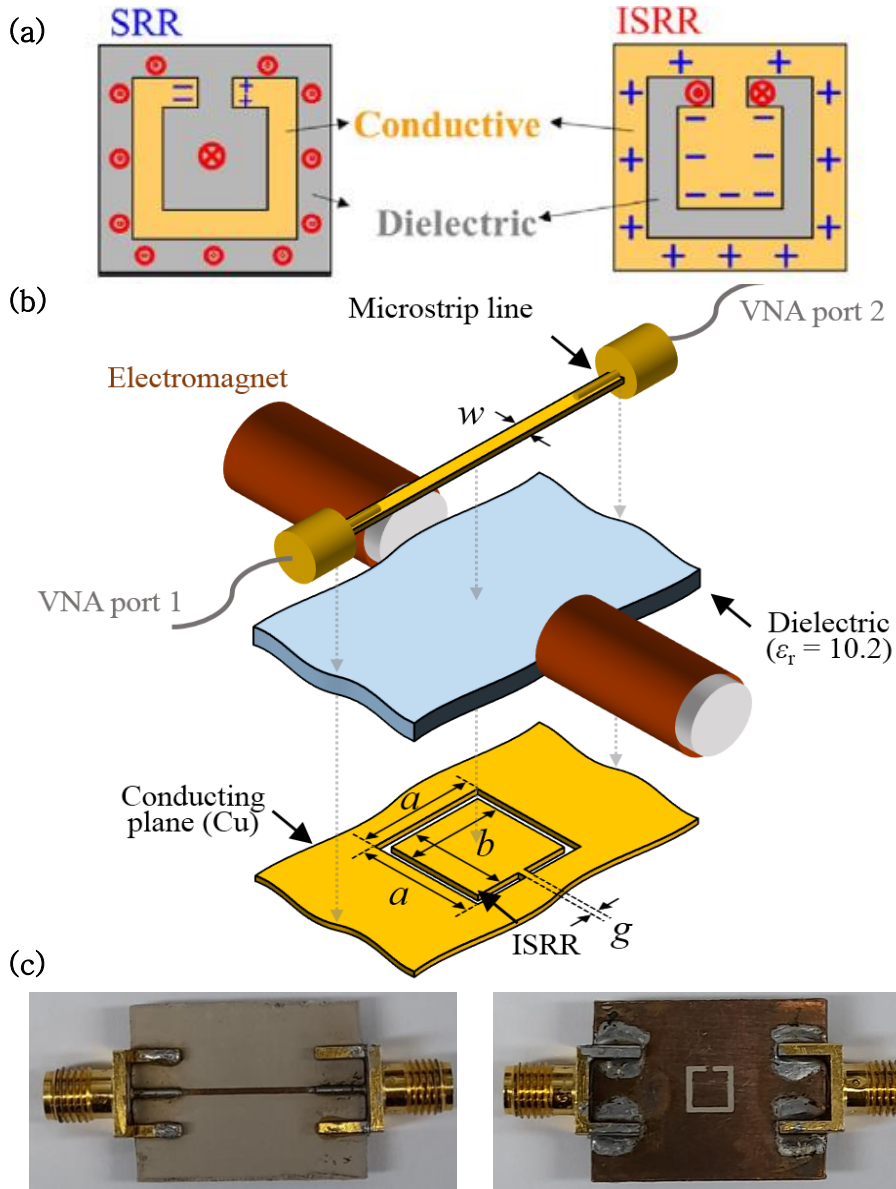 (a)
SRR
ISRR
Conductive
Dielectric
(b)
Microstrip line
VNA port 2
Electromagnet
w
VNA port 1
Dielectric
(εr = 10.2)
Conducting
plane (Cu)
a
b
a
g
ISRR
(c)